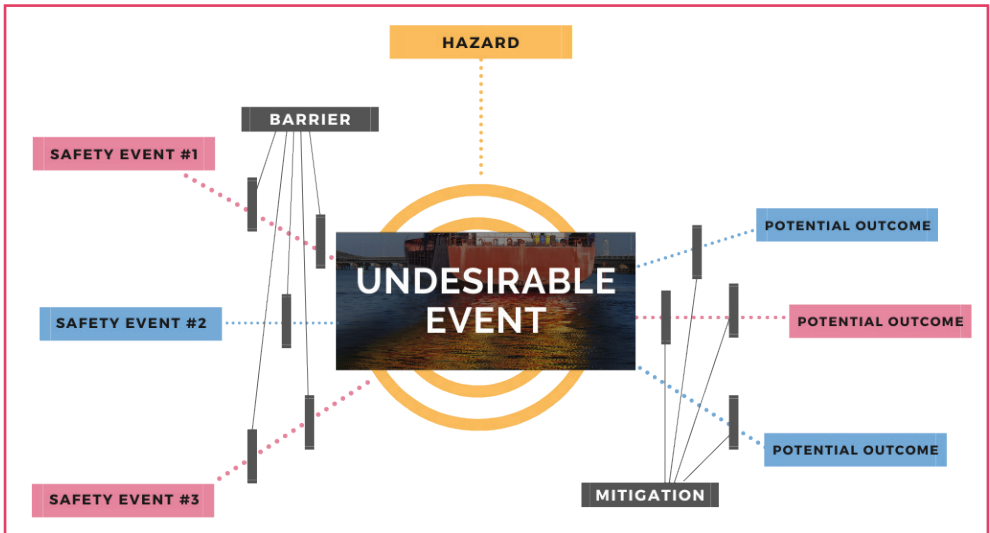 HAZARD
BARRIER
SAFETY EVENT #1
SAFETY EVENT #2
SAFETY EVENT #3
UNDESIRABLE
EVENT
POTENTIAL OUTCOME
POTENTIAL OUTCOME
POTENTIAL OUTCOME
MITIGATION